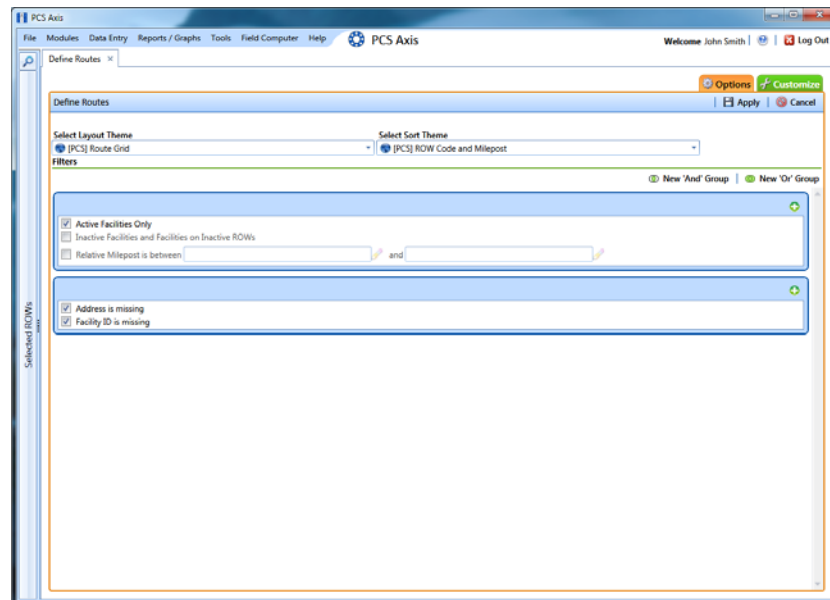 PCS Axis
File Modules Data Entry Reports / Graphs Tools Field Computer Help PCS Axis Welcome John Smith | | Log Out
Define Routes ×
Options Customize
Define Routes | Apply | Cancel
Select Layout Theme Select Sort Theme
[PCS] Route Grid [PCS] ROW Code and Milepost
Filters
New 'And' Group | New 'Or' Group
Active Facilities Only
Inactive Facilities and Facilities on Inactive ROWs
Relative Milepost is between and
Address is missing
Facility ID is missing
Selected ROWs